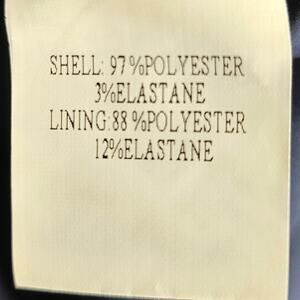 SHELL: 97%POLYESTER
3%ELASTANE
LINING:88%POLYESTER
12%ELASTANE